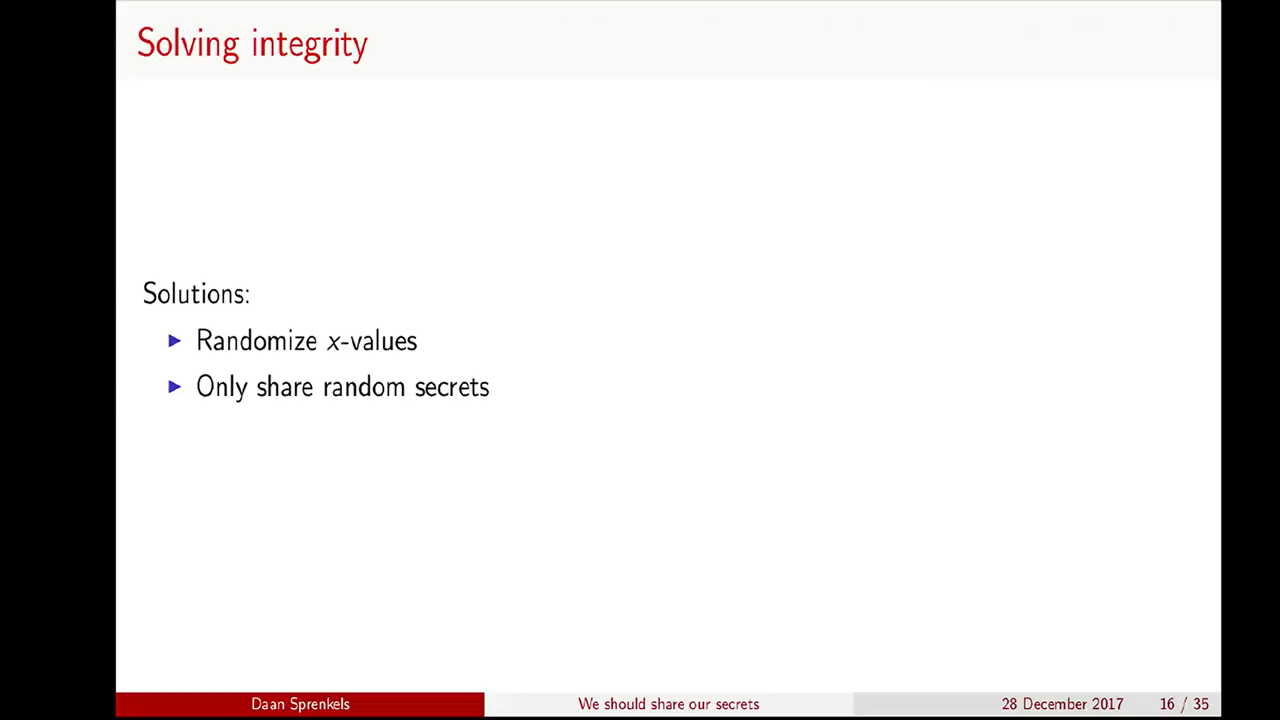 Solving integrity
Solutions:
▶ Randomize x-values
▶ Only share random secrets
Daan Sprenkels
We should share our secrets
28 December 2017
16 / 35